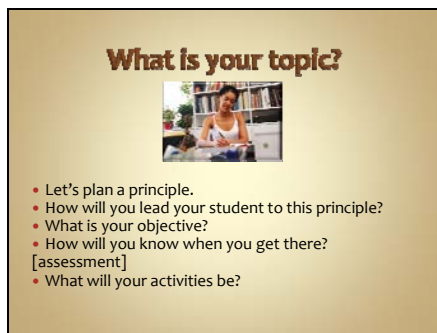 What is your topic?
• Let's plan a principle.
• How will you lead your student to this principle?
• What is your objective?
• How will you know when you get there?
[assessment]
• What will your activities be?